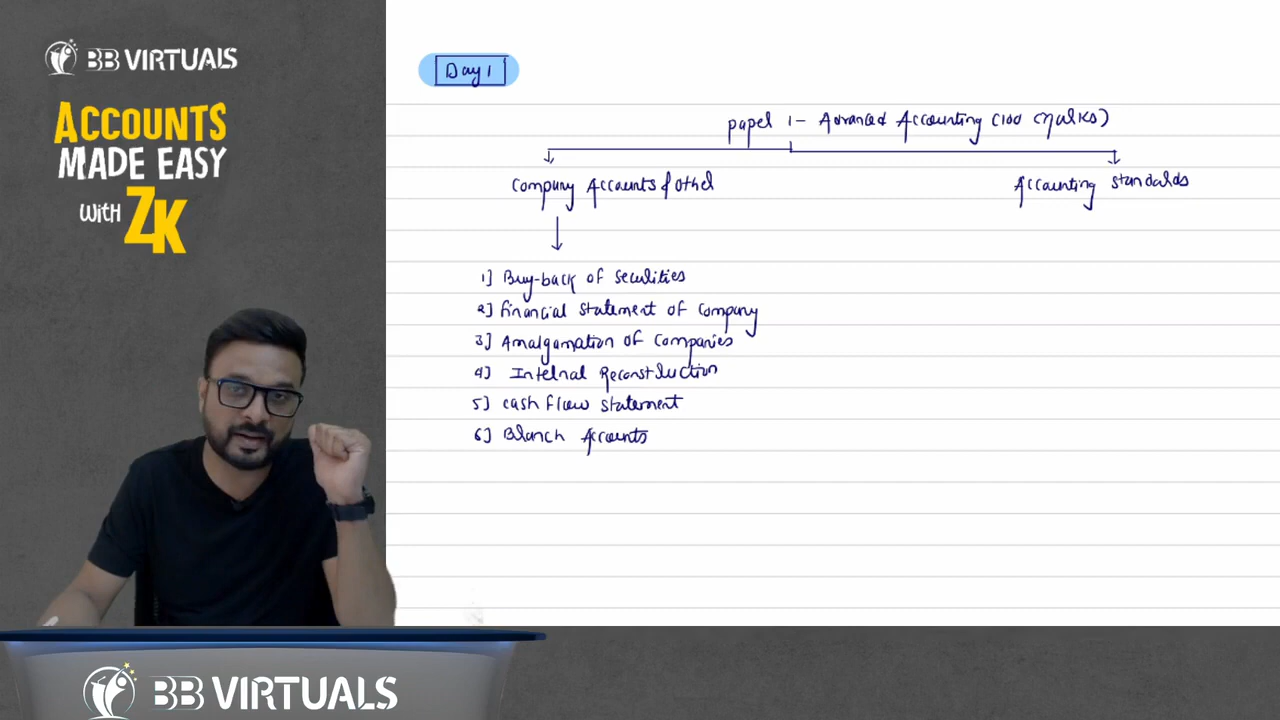 BB VIRTUALS
ACCOUNTS
MADE EASY
WITH ZK
Day 1
paper 1 - Advanced Accounting (100 Marks)
Company Accounts & Other
Accounting Standards
1] Buy-back of securities
2] Financial Statement of Company
3] Amalgamation of Companies
4] Internal Reconstruction
5] Cash flow Statement
6] Branch Accounts
BB VIRTUALS